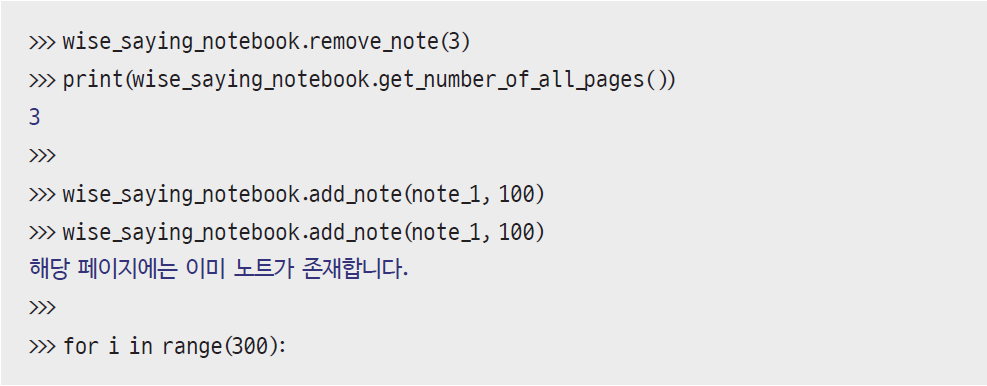 >>> wise_saying_notebook.remove_note(3)
>>> print(wise_saying_notebook.get_number_of_all_pages())
3
>>>
>>> wise_saying_notebook.add_note(note_1, 100)
>>> wise_saying_notebook.add_note(note_1, 100)
해당 페이지에는 이미 노트가 존재합니다.
>>>
>>> for i in range(300):